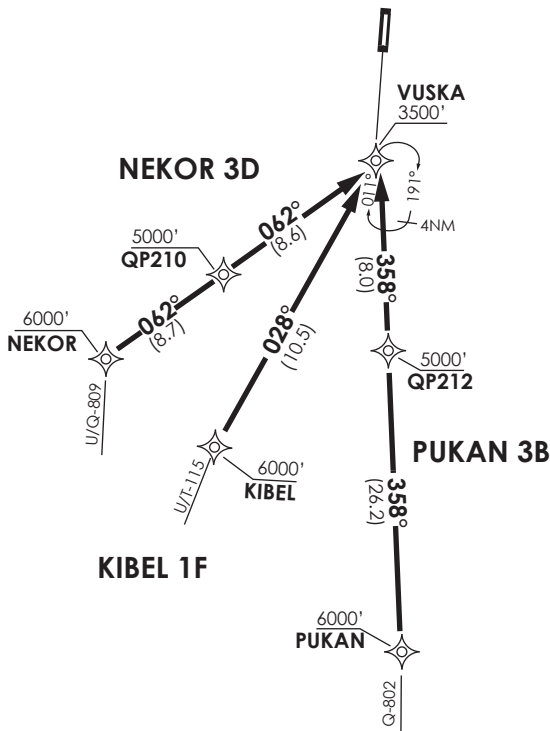 VUSKA
3500'
NEKOR 3D
011°
191°
4NM
062°
(8.6)
5000'
QP210
358°
(8.0)
6000'
NEKOR
062°
(8.7)
028°
(10.5)
5000'
QP212
U/Q-809
PUKAN 3B
6000'
KIBEL
U/T-115
358°
(26.2)
KIBEL 1F
6000'
PUKAN
Q-802